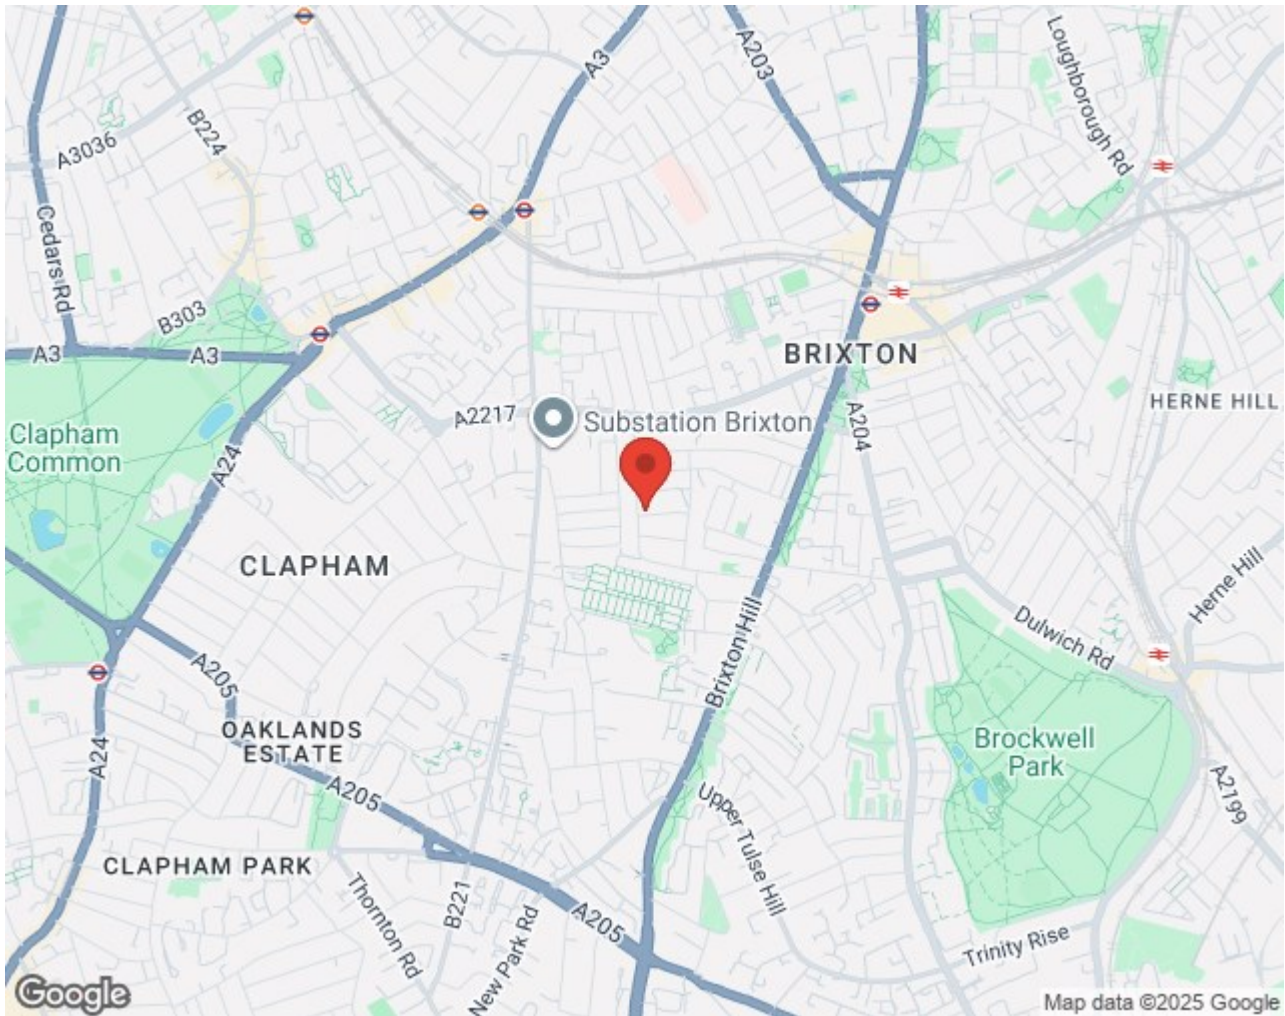 A3
A203
Loughborough Rd
B224
A3036
Cedars Rd
B303
A3
A3
BRIXTON
A2217
Substation Brixton
A204
HERNE HILL
Clapham
Common
A24
CLAPHAM
Herne Hill
Brixton Hill
Dulwich Rd
A205
OAKLANDS
ESTATE
A24
Brockwell
Park
A205
A2199
Upper Tulse Hill
CLAPHAM PARK
Thornton Rd
B221
New Park Rd
A205
Trinity Rise
Google
Map data ©2025 Google